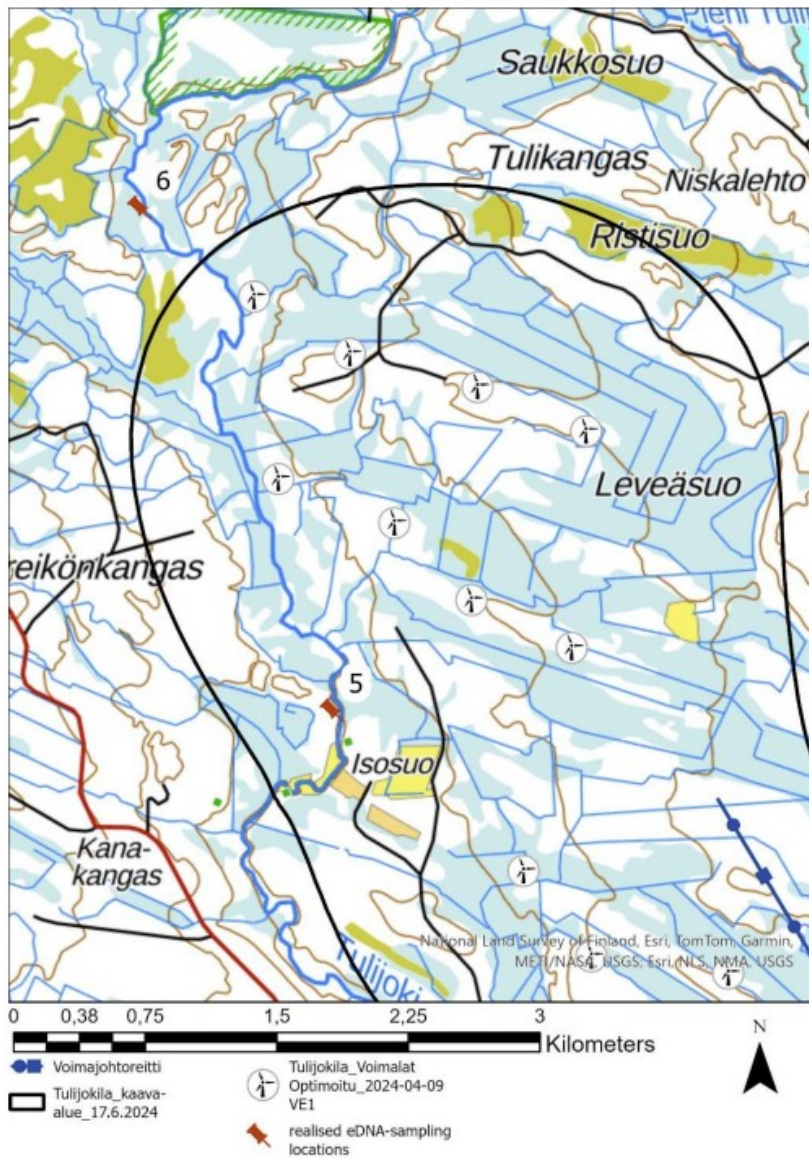 Pieni Tulij
Saukkosuo
Tulikangas
Niskalehto
6
Ristisuo
Leveäsuo
reikönkangas
5
Isosuo
Kana-
kangas
Tulijoki
National Land Survey of Finland, Esri, TomTom, Garmin,
METI/NASA, USGS; Esri, NLS, NMA, USGS
0 0,38 0,75 1,5 2,25 3
Kilometers
N
Voimajohtoreitti
Tulijokila_kaava-
alue_17.6.2024
Tulijokila_Voimalat
Optimoitu_2024-04-09
VE1
realised eDNA-sampling
locations